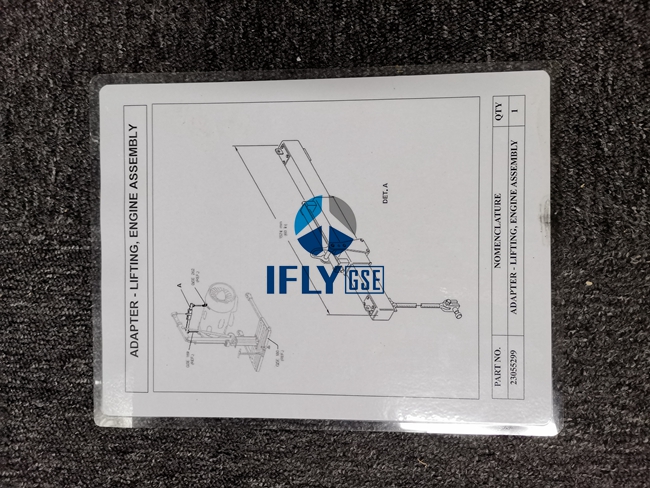 ADAPTER - LIFTING, ENGINE ASSEMBLY
A
DET. A
IFLY GSE
PART NO. NOMENCLATURE QTY
23055299 ADAPTER - LIFTING, ENGINE ASSEMBLY 1